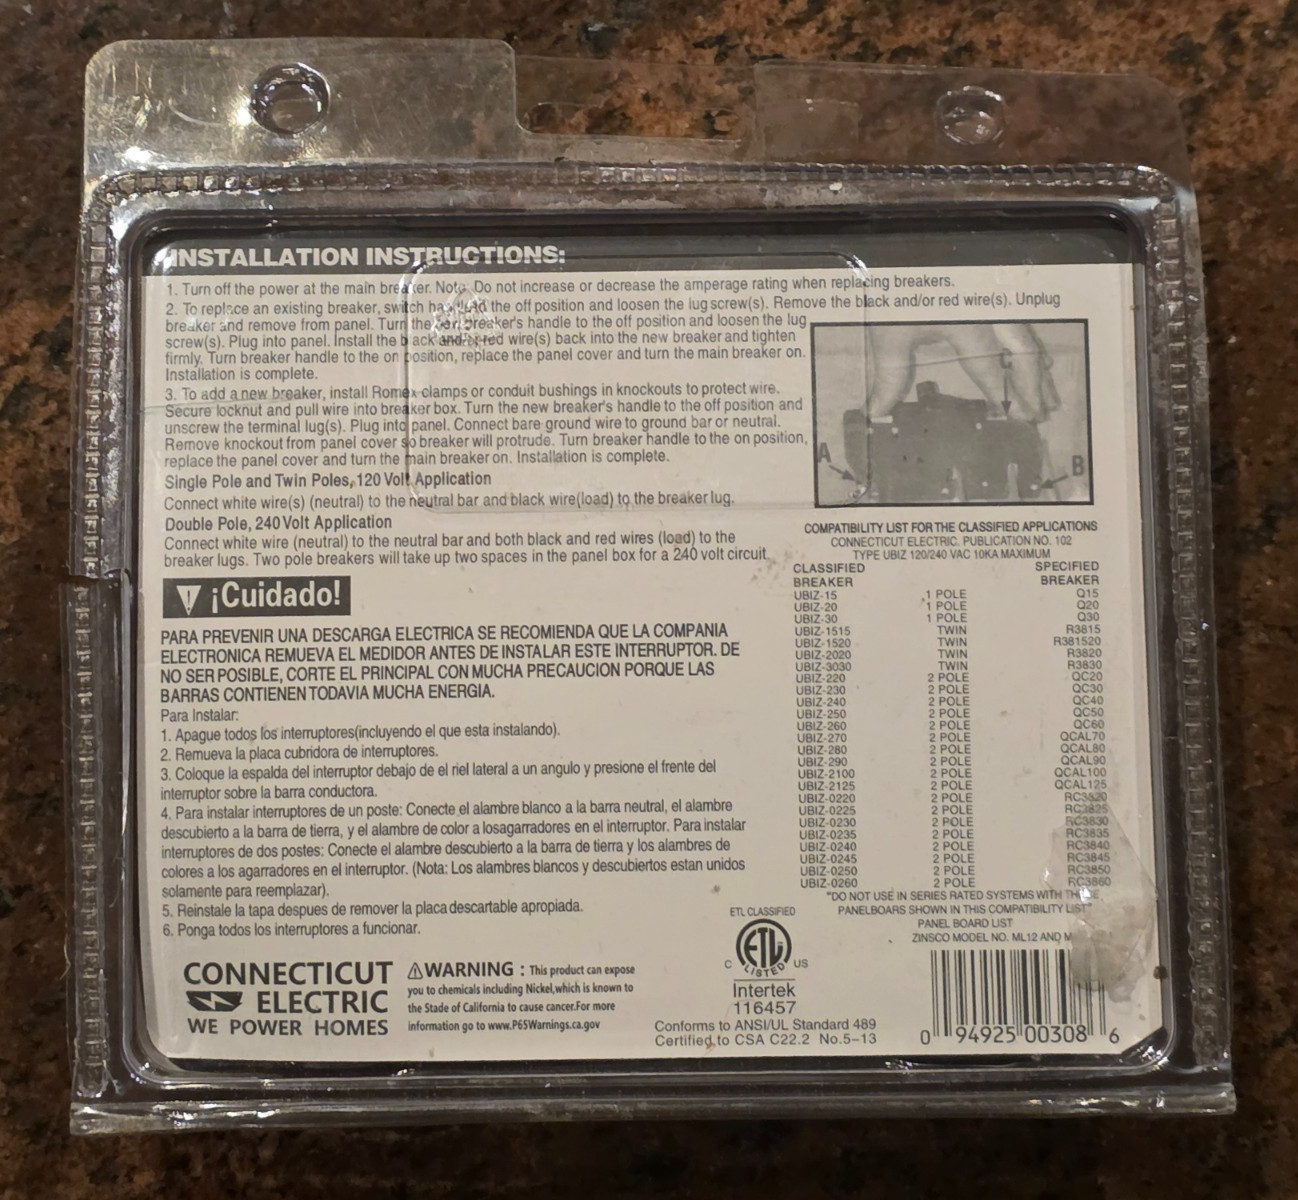 INSTALLATION INSTRUCTIONS:
1. Turn off the power at the main breaker. Note: Do not increase or decrease the amperage rating when replacing breakers.
2. To replace an existing breaker, switch the off position and loosen the lug screw(s). Remove the black and/or red wire(s). Unplug
breaker and remove from panel. Turn the breaker's handle to the off position and loosen the lug
screw(s). Plug into panel. Install the black and/or red wire(s) back into the new breaker and tighten
firmly. Turn breaker handle to the on position, replace the panel cover and turn the main breaker on.
Installation is complete.
3. To add a new breaker, install Romex clamps or conduit bushings in knockouts to protect wire.
Secure locknut and pull wire into breaker box. Turn the new breaker's handle to the off position and
unscrew the terminal lug(s). Plug into panel. Connect bare ground wire to ground bar or neutral.
Remove knockout from panel cover so breaker will protrude. Turn breaker handle to the on position,
replace the panel cover and turn the main breaker on. Installation is complete.
Single Pole and Twin Poles, 120 Volt Application
Connect white wire(s) (neutral) to the neutral bar and black wire(load) to the breaker lug.
Double Pole, 240 Volt Application
Connect white wire (neutral) to the neutral bar and both black and red wires (load) to the
breaker lugs. Two pole breakers will take up two spaces in the panel box for a 240 volt circuit
C
A
B
¡Cuidado!
PARA PREVENIR UNA DESCARGA ELECTRICA SE RECOMIENDA QUE LA COMPANIA
ELECTRONICA REMUEVA EL MEDIDOR ANTES DE INSTALAR ESTE INTERRUPTOR. DE
NO SER POSIBLE, CORTE EL PRINCIPAL CON MUCHA PRECAUCION PORQUE LAS
BARRAS CONTIENEN TODAVIA MUCHA ENERGIA.
Para Instalar:
1. Apague todos los interruptores(incluyendo el que esta instalando).
2. Remueva la placa cubridora de interruptores.
3. Coloque la espalda del interruptor debajo de el riel lateral a un angulo y presione el frente del
interruptor sobre la barra conductora.
4. Para instalar interruptores de un poste: Conecte el alambre blanco a la barra neutral, el alambre
descubierto a la barra de tierra, y el alambre de color a losagarradores en el interruptor. Para instalar
interruptores de dos postes: Conecte el alambre descubierto a la barra de tierra y los alambres de
colores a los agarradores en el interruptor. (Nota: Los alambres blancos y descubiertos estan unidos
solamente para reemplazar).
5. Reinstale la tapa despues de remover la placa descartable apropiada.
6. Ponga todos los interruptores a funcionar.
COMPATIBILITY LIST FOR THE CLASSIFIED APPLICATIONS
CONNECTICUT ELECTRIC. PUBLICATION NO. 102
TYPE UBIZ 120/240 VAC 10KA MAXIMUM
CLASSIFIED SPECIFIED
BREAKER BREAKER
UBIZ-15 1 POLE Q15
UBIZ-20 1 POLE Q20
UBIZ-30 1 POLE Q30
UBIZ-1515 TWIN R3815
UBIZ-1520 TWIN R381520
UBIZ-2020 TWIN R3820
UBIZ-3030 TWIN R3830
UBIZ-220 2 POLE QC20
UBIZ-230 2 POLE QC30
UBIZ-240 2 POLE QC40
UBIZ-250 2 POLE QC50
UBIZ-260 2 POLE QC60
UBIZ-270 2 POLE QCAL70
UBIZ-280 2 POLE QCAL80
UBIZ-290 2 POLE QCAL90
UBIZ-2100 2 POLE QCAL100
UBIZ-2125 2 POLE QCAL125
UBIZ-0220 2 POLE RC3820
UBIZ-0225 2 POLE RC3825
UBIZ-0230 2 POLE RC3830
UBIZ-0235 2 POLE RC3835
UBIZ-0240 2 POLE RC3840
UBIZ-0245 2 POLE RC3845
UBIZ-0250 2 POLE RC3850
UBIZ-0260 2 POLE RC3860
"DO NOT USE IN SERIES RATED SYSTEMS WITH THESE
PANELBOARS SHOWN IN THIS COMPATIBILITY LIST"
PANEL BOARD LIST
ZINSCO MODEL NO. ML12 AND
CONNECTICUT
ELECTRIC
WE POWER HOMES
WARNING : This product can expose
you to chemicals including Nickel,which is known to
the Stade of California to cause cancer.For more
information go to www.P65Warnings.ca.gov
ETL CLASSIFIED
ETL
LISTED
C US
Intertek
116457
Conforms to ANSI/UL Standard 489
Certified to CSA C22.2 No.5-13
0 94925 00308 6